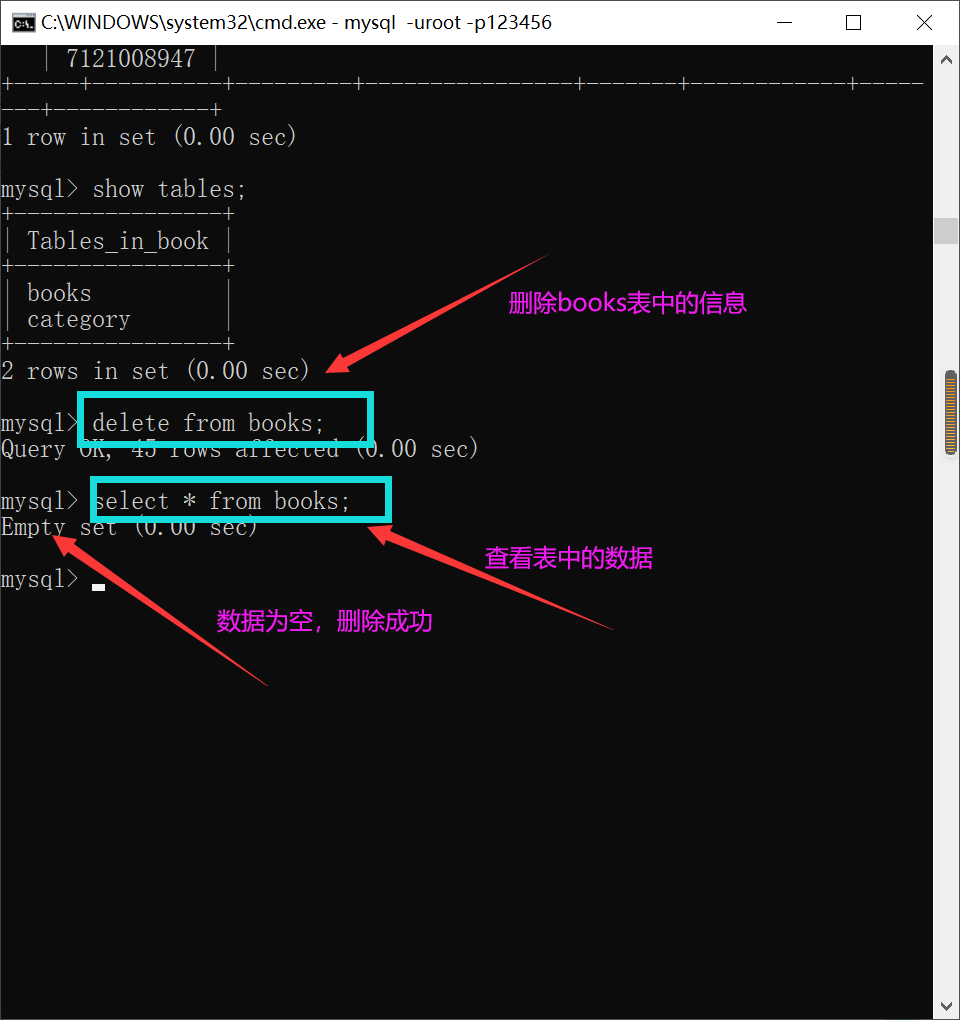 C:\WINDOWS\system32\cmd.exe - mysql  -uroot -p123456
| 7121008947 |
+-----+----------+----------+----------------+-------+------------+-----
---+------------+
1 row in set (0.00 sec)
mysql> show tables;
+----------------+
| Tables_in_book |
+----------------+
| books          |
| category       |
+----------------+
2 rows in set (0.00 sec)
删除books表中的信息
mysql> delete from books;
Query OK, 45 rows affected (0.00 sec)
mysql> select * from books;
Empty set (0.00 sec)
查看表中的数据
mysql>
数据为空，删除成功